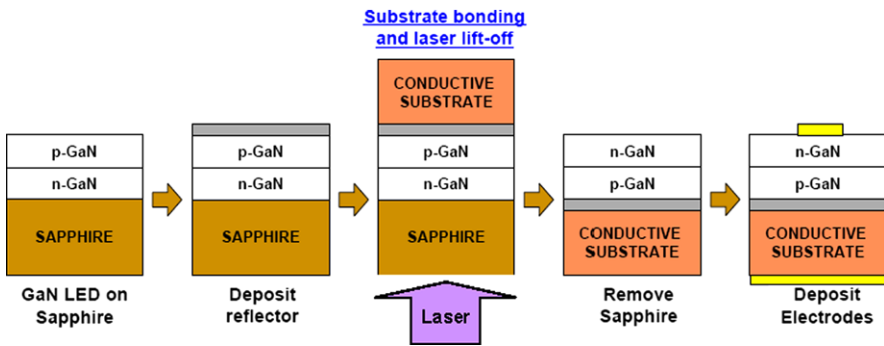 Substrate bonding
and laser lift-off
p-GaN
n-GaN
SAPPHIRE
GaN LED on
Sapphire
p-GaN
n-GaN
SAPPHIRE
Deposit
reflector
CONDUCTIVE
SUBSTRATE
p-GaN
n-GaN
SAPPHIRE
Laser
n-GaN
p-GaN
CONDUCTIVE
SUBSTRATE
Remove
Sapphire
n-GaN
p-GaN
CONDUCTIVE
SUBSTRATE
Deposit
Electrodes